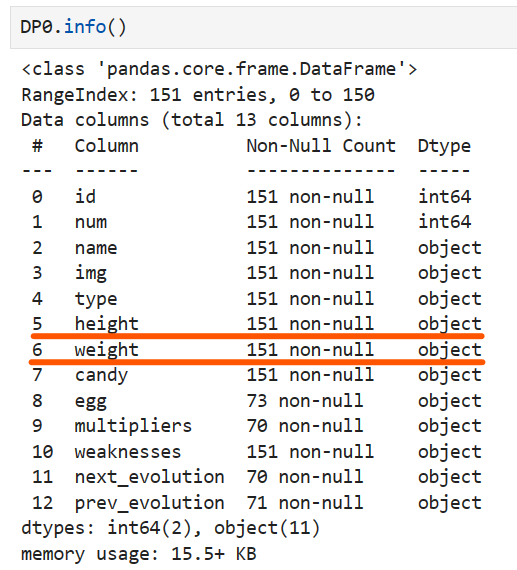 DP0.info()
<class 'pandas.core.frame.DataFrame'>
RangeIndex: 151 entries, 0 to 150
Data columns (total 13 columns):
 #   Column          Non-Null Count  Dtype
---  ------          --------------  -----
 0   id              151 non-null    int64
 1   num             151 non-null    int64
 2   name            151 non-null    object
 3   img             151 non-null    object
 4   type            151 non-null    object
 5   height          151 non-null    object
 6   weight          151 non-null    object
 7   candy           151 non-null    object
 8   egg             73 non-null     object
 9   multipliers     70 non-null     object
 10  weaknesses      151 non-null    object
 11  next_evolution  70 non-null     object
 12  prev_evolution  71 non-null     object
dtypes: int64(2), object(11)
memory usage: 15.5+ KB